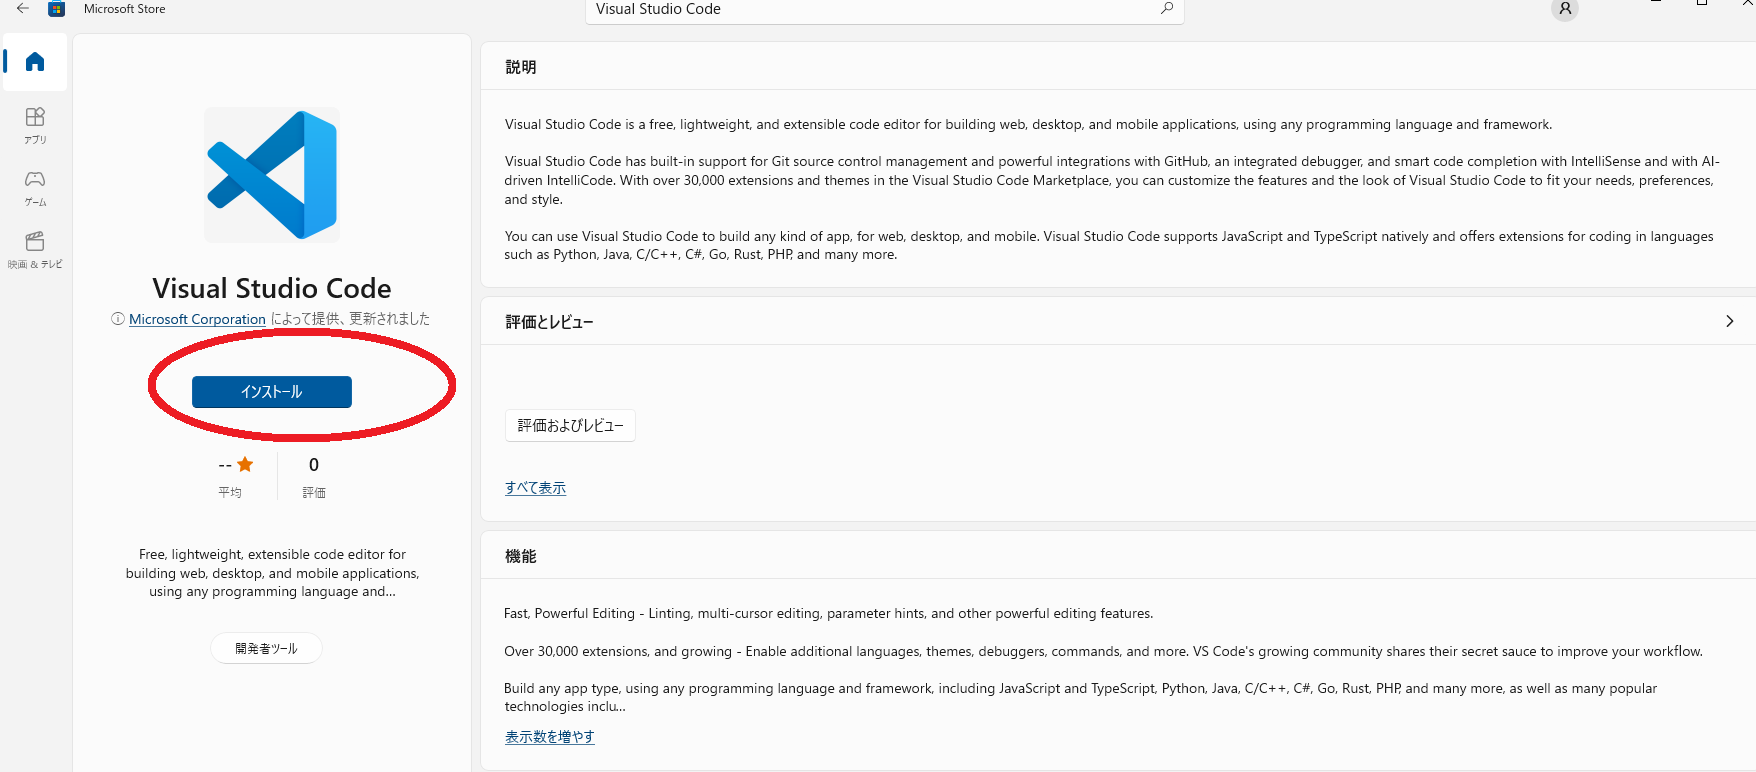 Microsoft Store
Visual Studio Code
アプリ
ゲーム
映画 & テレビ
Visual Studio Code
Microsoft Corporation によって提供、更新されました
インストール
--
平均
0
評価
Free, lightweight, extensible code editor for
building web, desktop, and mobile applications,
using any programming language and...
開発者ツール
説明
Visual Studio Code is a free, lightweight, and extensible code editor for building web, desktop, and mobile applications, using any programming language and framework.
Visual Studio Code has built-in support for Git source control management and powerful integrations with GitHub, an integrated debugger, and smart code completion with IntelliSense and with AI-
driven IntelliCode. With over 30,000 extensions and themes in the Visual Studio Code Marketplace, you can customize the features and the look of Visual Studio Code to fit your needs, preferences,
and style.
You can use Visual Studio Code to build any kind of app, for web, desktop, and mobile. Visual Studio Code supports JavaScript and TypeScript natively and offers extensions for coding in languages
such as Python, Java, C/C++, C#, Go, Rust, PHP, and many more.
評価とレビュー
評価およびレビュー
すべて表示
機能
Fast, Powerful Editing - Linting, multi-cursor editing, parameter hints, and other powerful editing features.
Over 30,000 extensions, and growing - Enable additional languages, themes, debuggers, commands, and more. VS Code's growing community shares their secret sauce to improve your workflow.
Build any app type, using any programming language and framework, including JavaScript and TypeScript, Python, Java, C/C++, C#, Go, Rust, PHP, and many more, as well as many popular
technologies inclu...
表示数を増やす